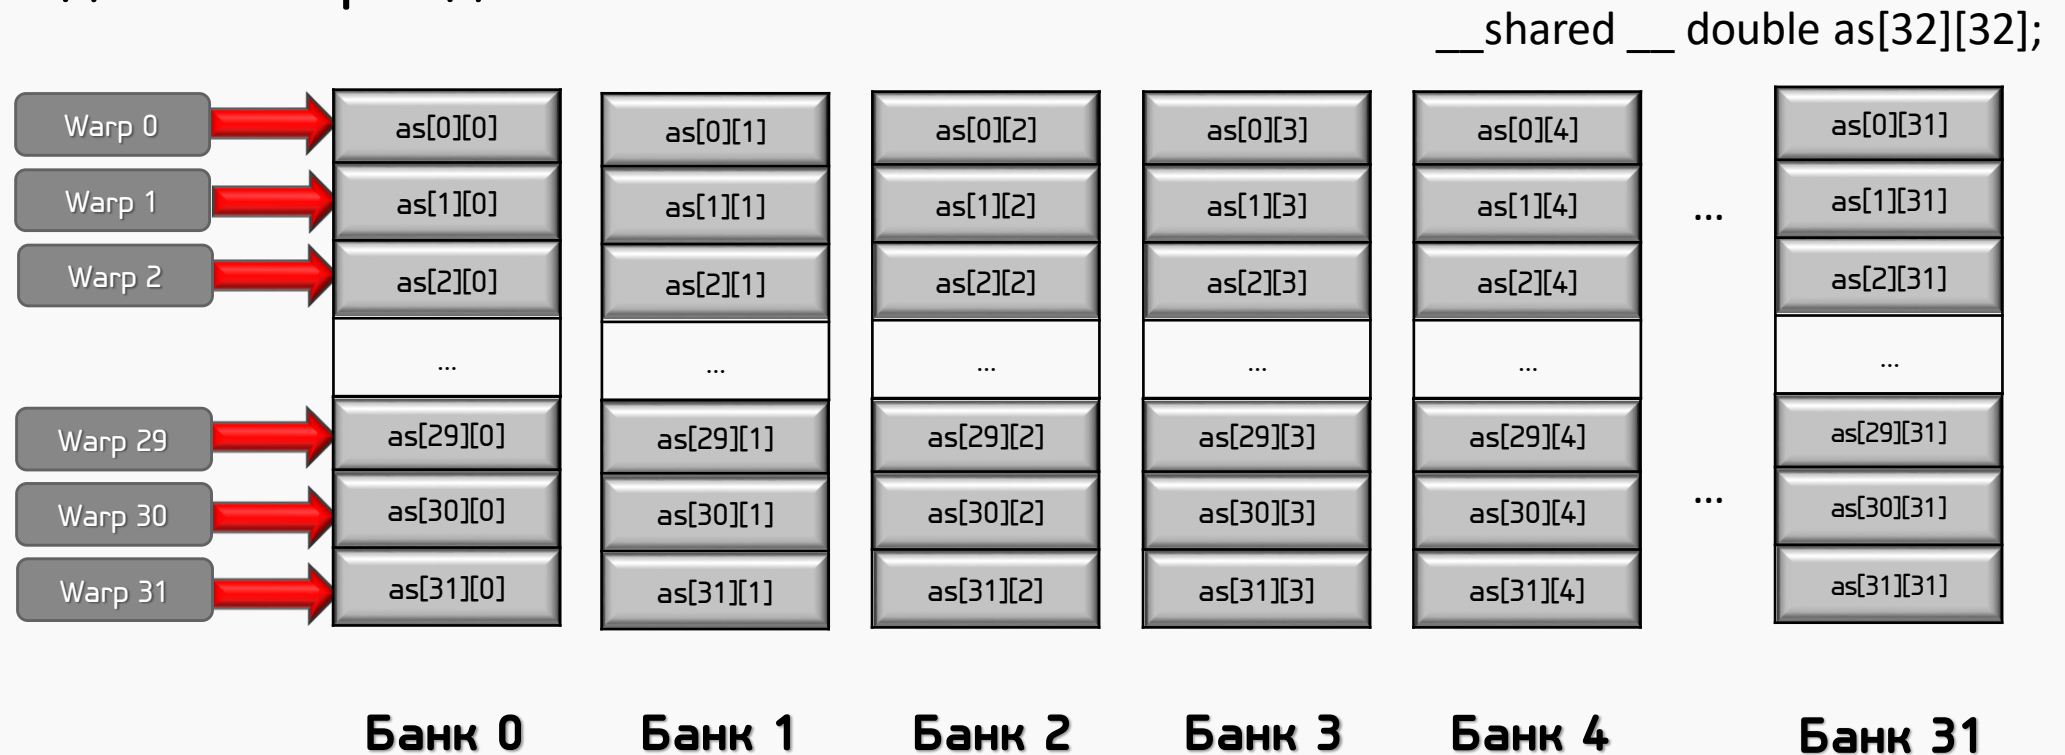 __shared __ double as[32][32];
Warp 0 as[0][0] as[0][1] as[0][2] as[0][3] as[0][4] as[0][31]
Warp 1 as[1][0] as[1][1] as[1][2] as[1][3] as[1][4] ... as[1][31]
Warp 2 as[2][0] as[2][1] as[2][2] as[2][3] as[2][4] as[2][31]
... ... ... ... ... ...
Warp 29 as[29][0] as[29][1] as[29][2] as[29][3] as[29][4] as[29][31]
Warp 30 as[30][0] as[30][1] as[30][2] as[30][3] as[30][4] ... as[30][31]
Warp 31 as[31][0] as[31][1] as[31][2] as[31][3] as[31][4] as[31][31]
Банк 0 Банк 1 Банк 2 Банк 3 Банк 4 Банк 31